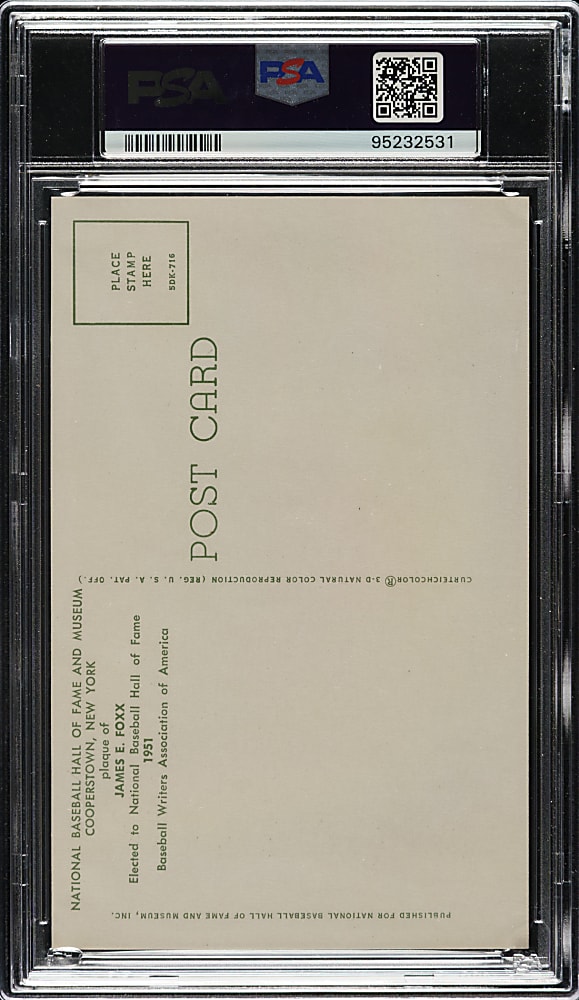 PSA
PSA
95232531
PLACE
STAMP
HERE
5DK-716
POST CARD
CURTEICHCOLOR® 3-D NATURAL COLOR REPRODUCTION (REG. U. S. A. PAT. OFF.)
NATIONAL BASEBALL HALL OF FAME AND MUSEUM
COOPERSTOWN, NEW YORK
plaque of
JAMES E. FOXX
Elected to National Baseball Hall of Fame
1951
Baseball Writers Association of America
PUBLISHED FOR NATIONAL BASEBALL HALL OF FAME AND MUSEUM, INC.
PSA